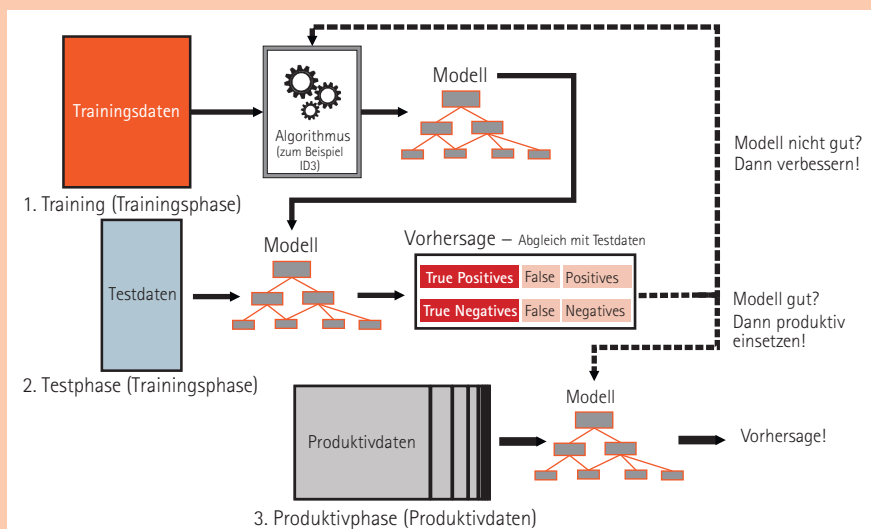 Trainingsdaten
Algorithmus
(zum Beispiel
ID3)
Modell
Modell nicht gut?
Dann verbessern!
1. Training (Trainingsphase)
Testdaten
Modell
Vorhersage – Abgleich mit Testdaten
True Positives False Positives
True Negatives False Negatives
Modell gut?
Dann produktiv
einsetzen!
2. Testphase (Trainingsphase)
Produktivdaten
Modell
Vorhersage!
3. Produktivphase (Produktivdaten)